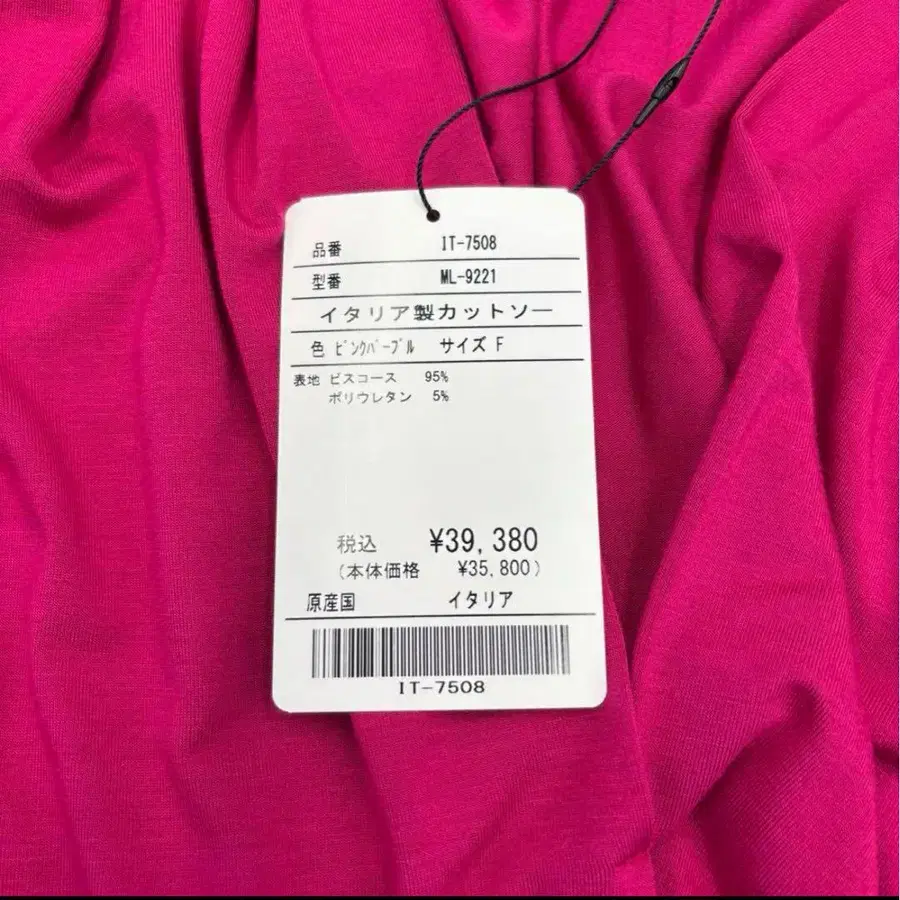 品番 IT-7508
型番 ML-9221
イタリア製カットソー
色 ピンクパープル サイズ F
表地 ビスコース 95%
ポリウレタン 5%
税込 ¥39,380
(本体価格 ¥35,800)
原産国 イタリア
IT-7508